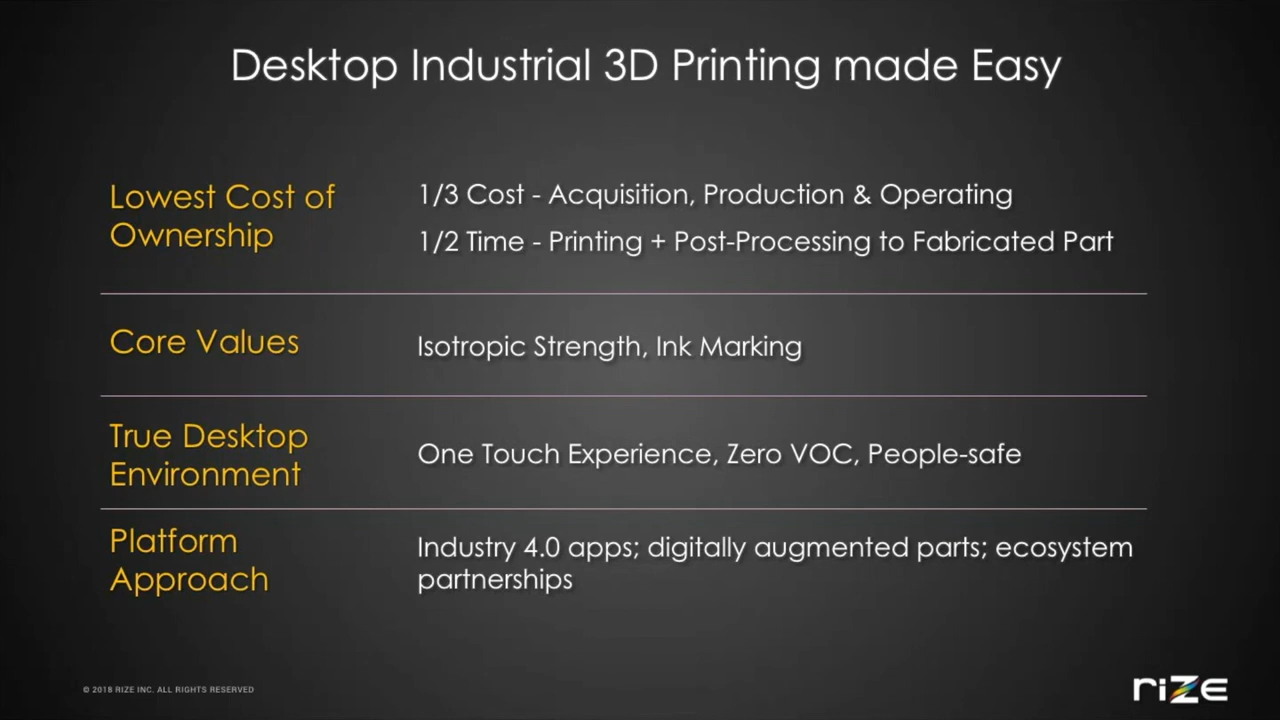 Desktop Industrial 3D Printing made Easy
Lowest Cost of
Ownership
1/3 Cost - Acquisition, Production & Operating
1/2 Time - Printing + Post-Processing to Fabricated Part
Core Values
Isotropic Strength, Ink Marking
True Desktop
Environment
One Touch Experience, Zero VOC, People-safe
Platform
Approach
Industry 4.0 apps; digitally augmented parts; ecosystem
partnerships
© 2018 RIZE INC. ALL RIGHTS RESERVED
rize